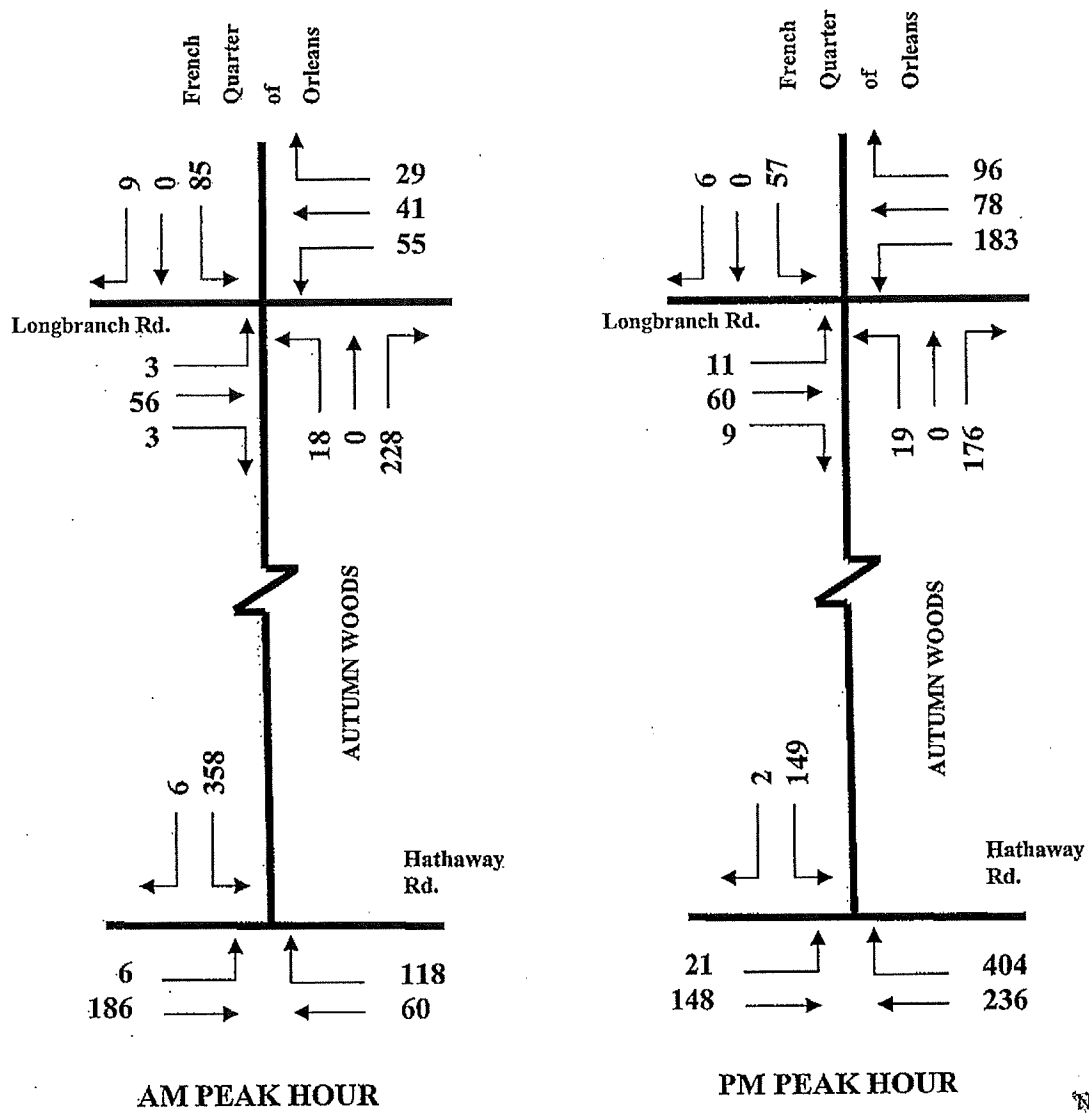 French
Quarter
of
Orleans
9
0
85
29
41
55
Longbranch Rd.
3
56
3
18
0
228
AUTUMN WOODS
6
358
Hathaway
Rd.
6
186
118
60
AM PEAK HOUR
French
Quarter
of
Orleans
6
0
57
96
78
183
Longbranch Rd.
11
60
9
19
0
176
AUTUMN WOODS
2
149
Hathaway
Rd.
21
148
404
236
PM PEAK HOUR